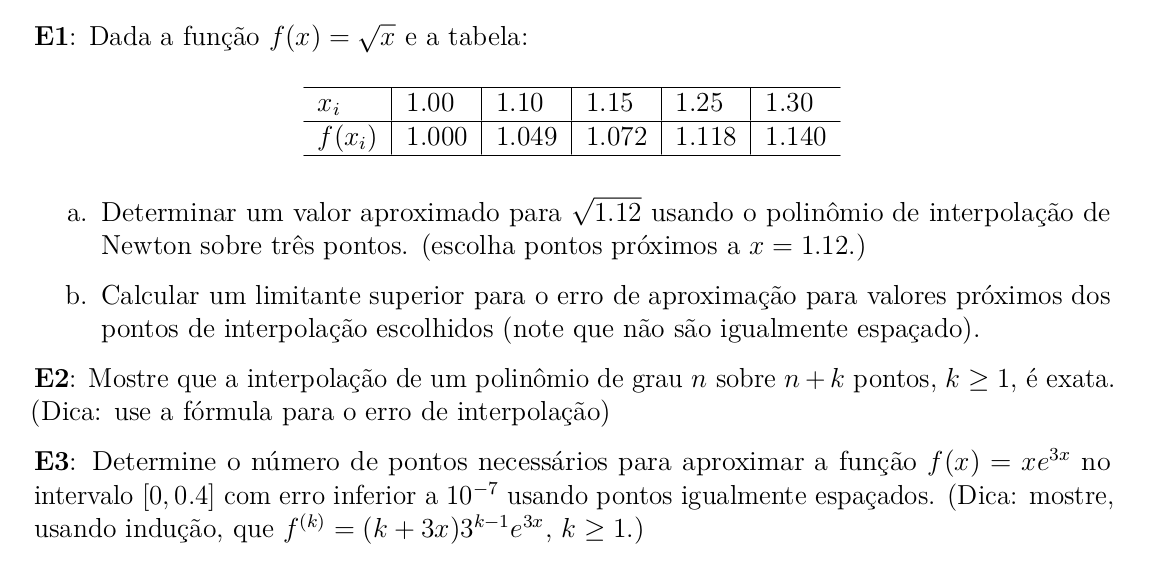 E1: Dada a função f(x) = √x e a tabela:
x_i | 1.00 | 1.10 | 1.15 | 1.25 | 1.30
f(x_i) | 1.000 | 1.049 | 1.072 | 1.118 | 1.140
a. Determinar um valor aproximado para √1.12 usando o polinômio de interpolação de
Newton sobre três pontos. (escolha pontos próximos a x = 1.12.)
b. Calcular um limitante superior para o erro de aproximação para valores próximos dos
pontos de interpolação escolhidos (note que não são igualmente espaçado).
E2: Mostre que a interpolação de um polinômio de grau n sobre n + k pontos, k ≥ 1, é exata.
(Dica: use a fórmula para o erro de interpolação)
E3: Determine o número de pontos necessários para aproximar a função f(x) = xe^{3x} no
intervalo [0, 0.4] com erro inferior a 10^{−7} usando pontos igualmente espaçados. (Dica: mostre,
usando indução, que f^{(k)} = (k + 3x)3^{k−1}e^{3x}, k ≥ 1.)